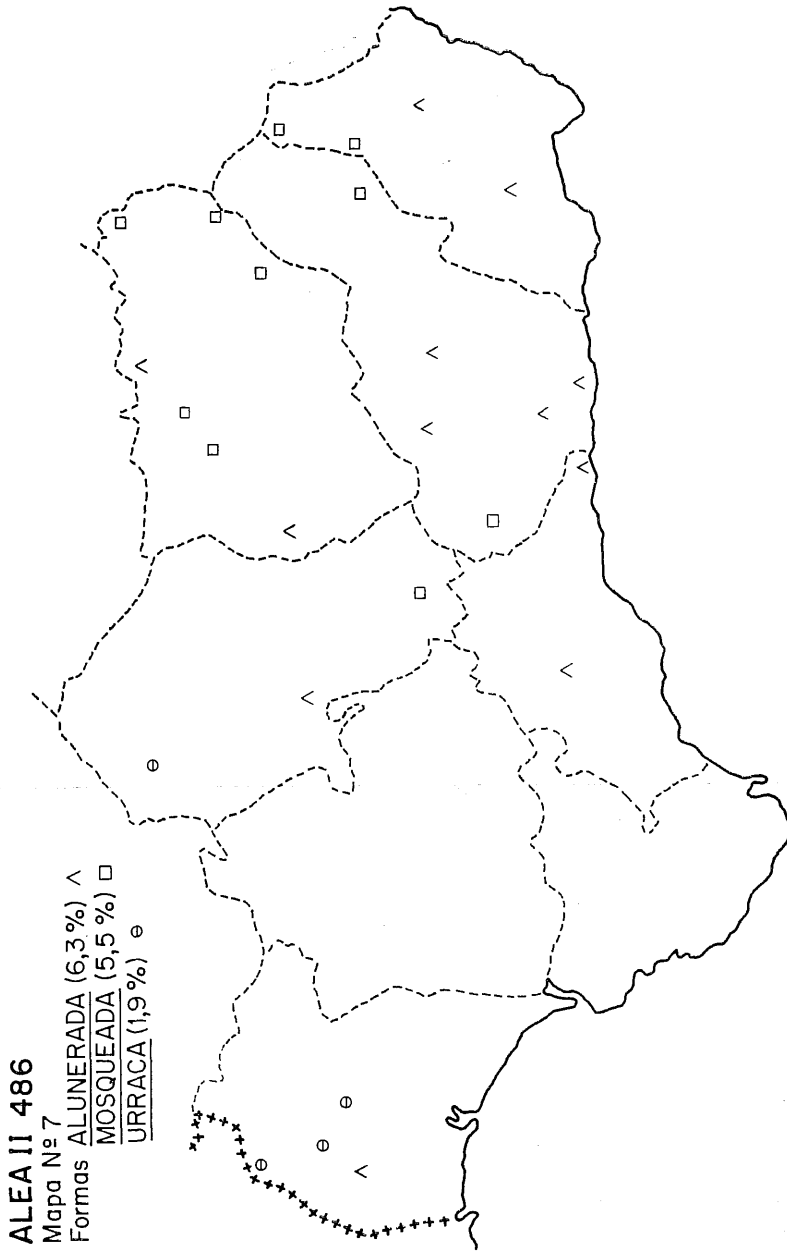 ALEA II 486
Mapa Nº 7
Formas ALUNERADA (6,3 %) <
MOSQUEADA (5,5 %) □
URRACA (1,9 %) ⦶